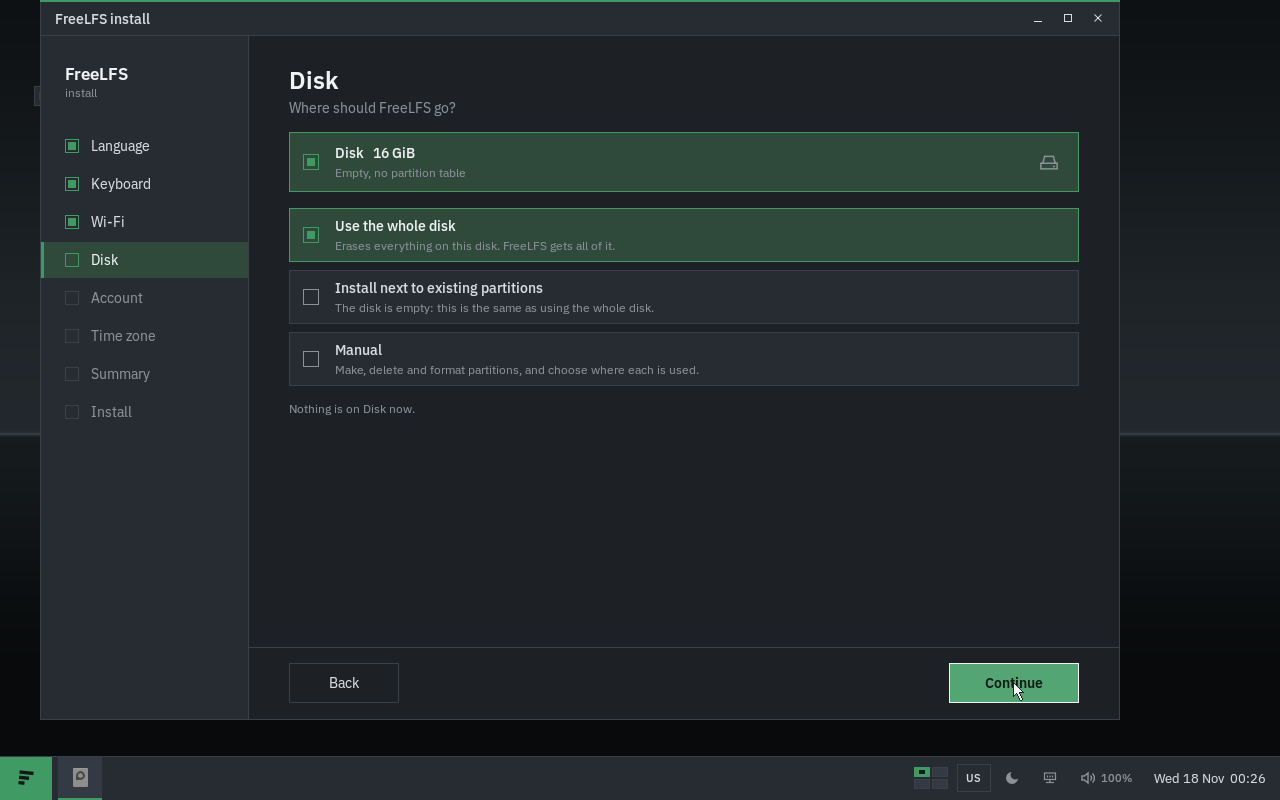 FreeLFS install
FreeLFS
install
Language
Keyboard
Wi-Fi
Disk
Account
Time zone
Summary
Install
Disk
Where should FreeLFS go?
Disk 16 GiB
Empty, no partition table
Use the whole disk
Erases everything on this disk. FreeLFS gets all of it.
Install next to existing partitions
The disk is empty: this is the same as using the whole disk.
Manual
Make, delete and format partitions, and choose where each is used.
Nothing is on Disk now.
Back
Continue
US
100%
Wed 18 Nov 00:26